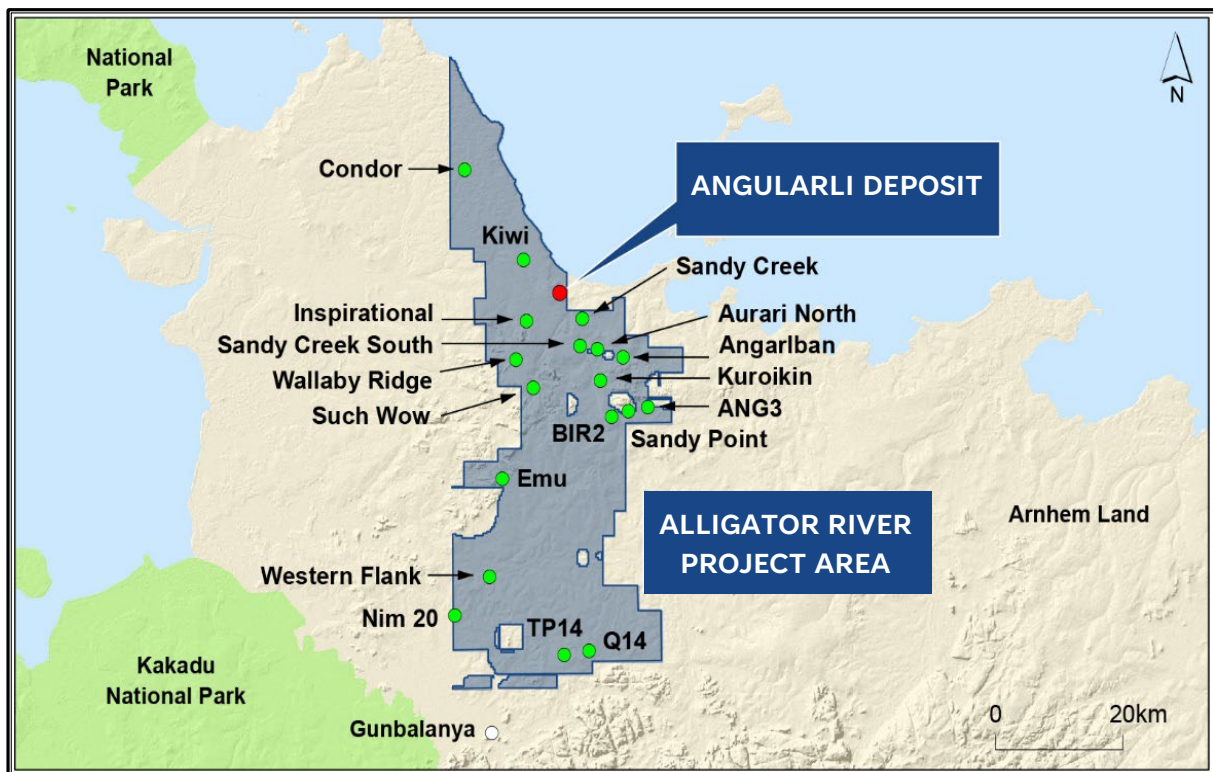 National
Park
N
Condor
ANGULARLI DEPOSIT
Kiwi
Sandy Creek
Inspirational
Aurari North
Sandy Creek South
Angarlban
Wallaby Ridge
Kuroikin
Such Wow
ANG3
BIR2
Sandy Point
Emu
ALLIGATOR RIVER
PROJECT AREA
Arnhem Land
Western Flank
Nim 20
TP14
Q14
Kakadu
National Park
Gunbalanya
0
20km